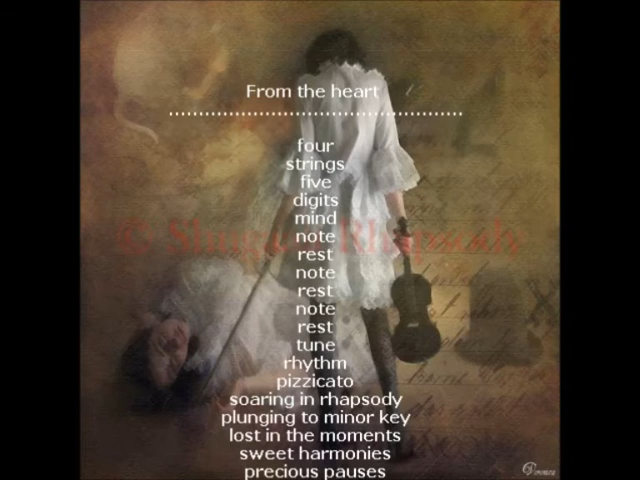 From the heart
four
strings
five
digits
mind
note
rest
note
rest
note
rest
tune
rhythm
pizzicato
soaring in rhapsody
plunging to minor key
lost in the moments
sweet harmonies
precious pauses